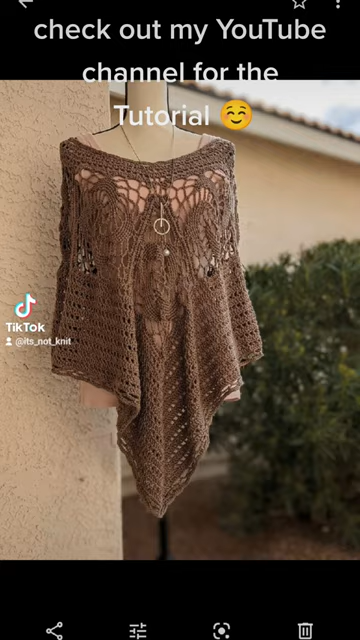 check out my YouTube
channel for the
Tutorial ☺️
TikTok
@its_not_knit